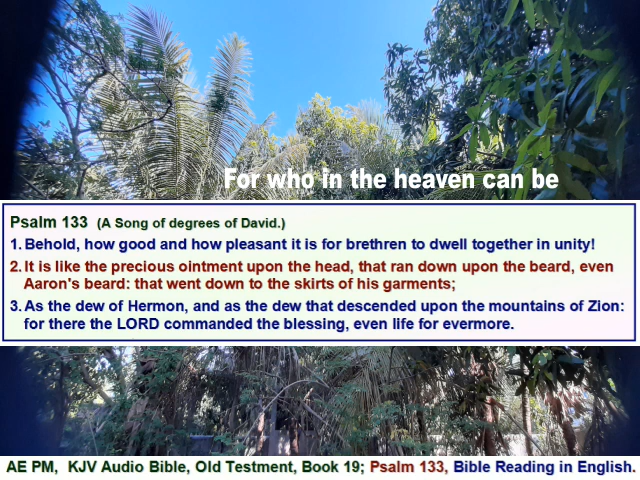 For who in the heaven can be
Psalm 133 (A Song of degrees of David.)
1. Behold, how good and how pleasant it is for brethren to dwell together in unity!
2. It is like the precious ointment upon the head, that ran down upon the beard, even
Aaron's beard: that went down to the skirts of his garments;
3. As the dew of Hermon, and as the dew that descended upon the mountains of Zion:
for there the LORD commanded the blessing, even life for evermore.
AE PM, KJV Audio Bible, Old Testment, Book 19; Psalm 133, Bible Reading in English.